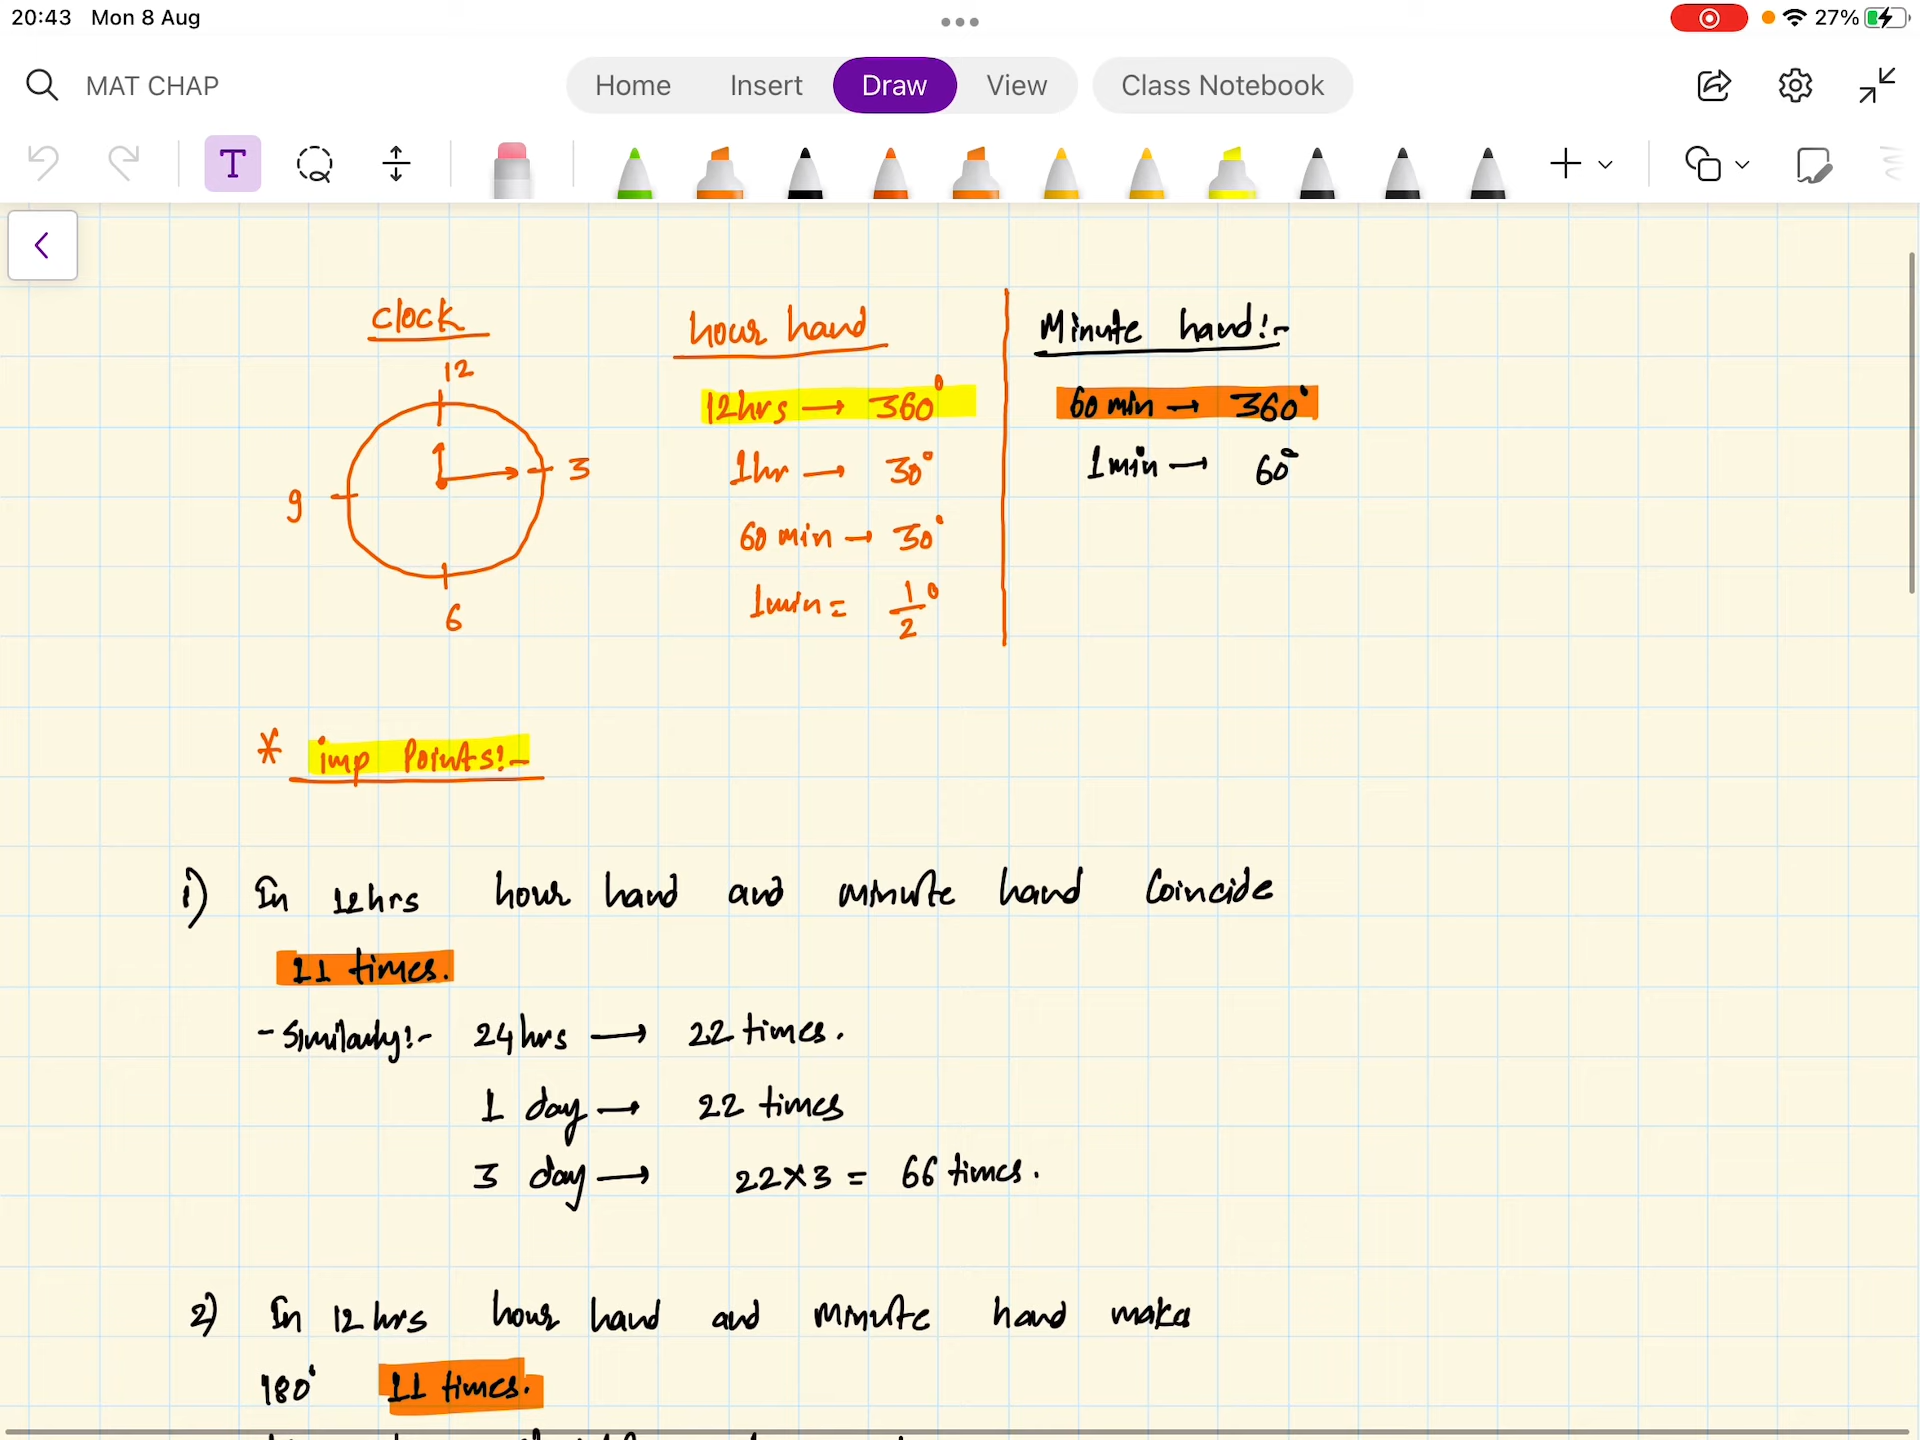 20:43 Mon 8 Aug
27%
MAT CHAP
Home Insert Draw View Class Notebook
T
clock
12
3
6
9
hour hand
12hrs → 360°
1hr → 30°
60 min → 30°
1min = 1/2°
Minute hand:-
60 min → 360°
1min → 60°
* imp Points:-
1) In 12hrs hour hand and minute hand Coincide
11 times.
- Similarly:- 24 hrs → 22 times.
1 day → 22 times
3 day → 22×3 = 66 times.
2) In 12 hrs hour hand and Minute hand make
180° 11 times.